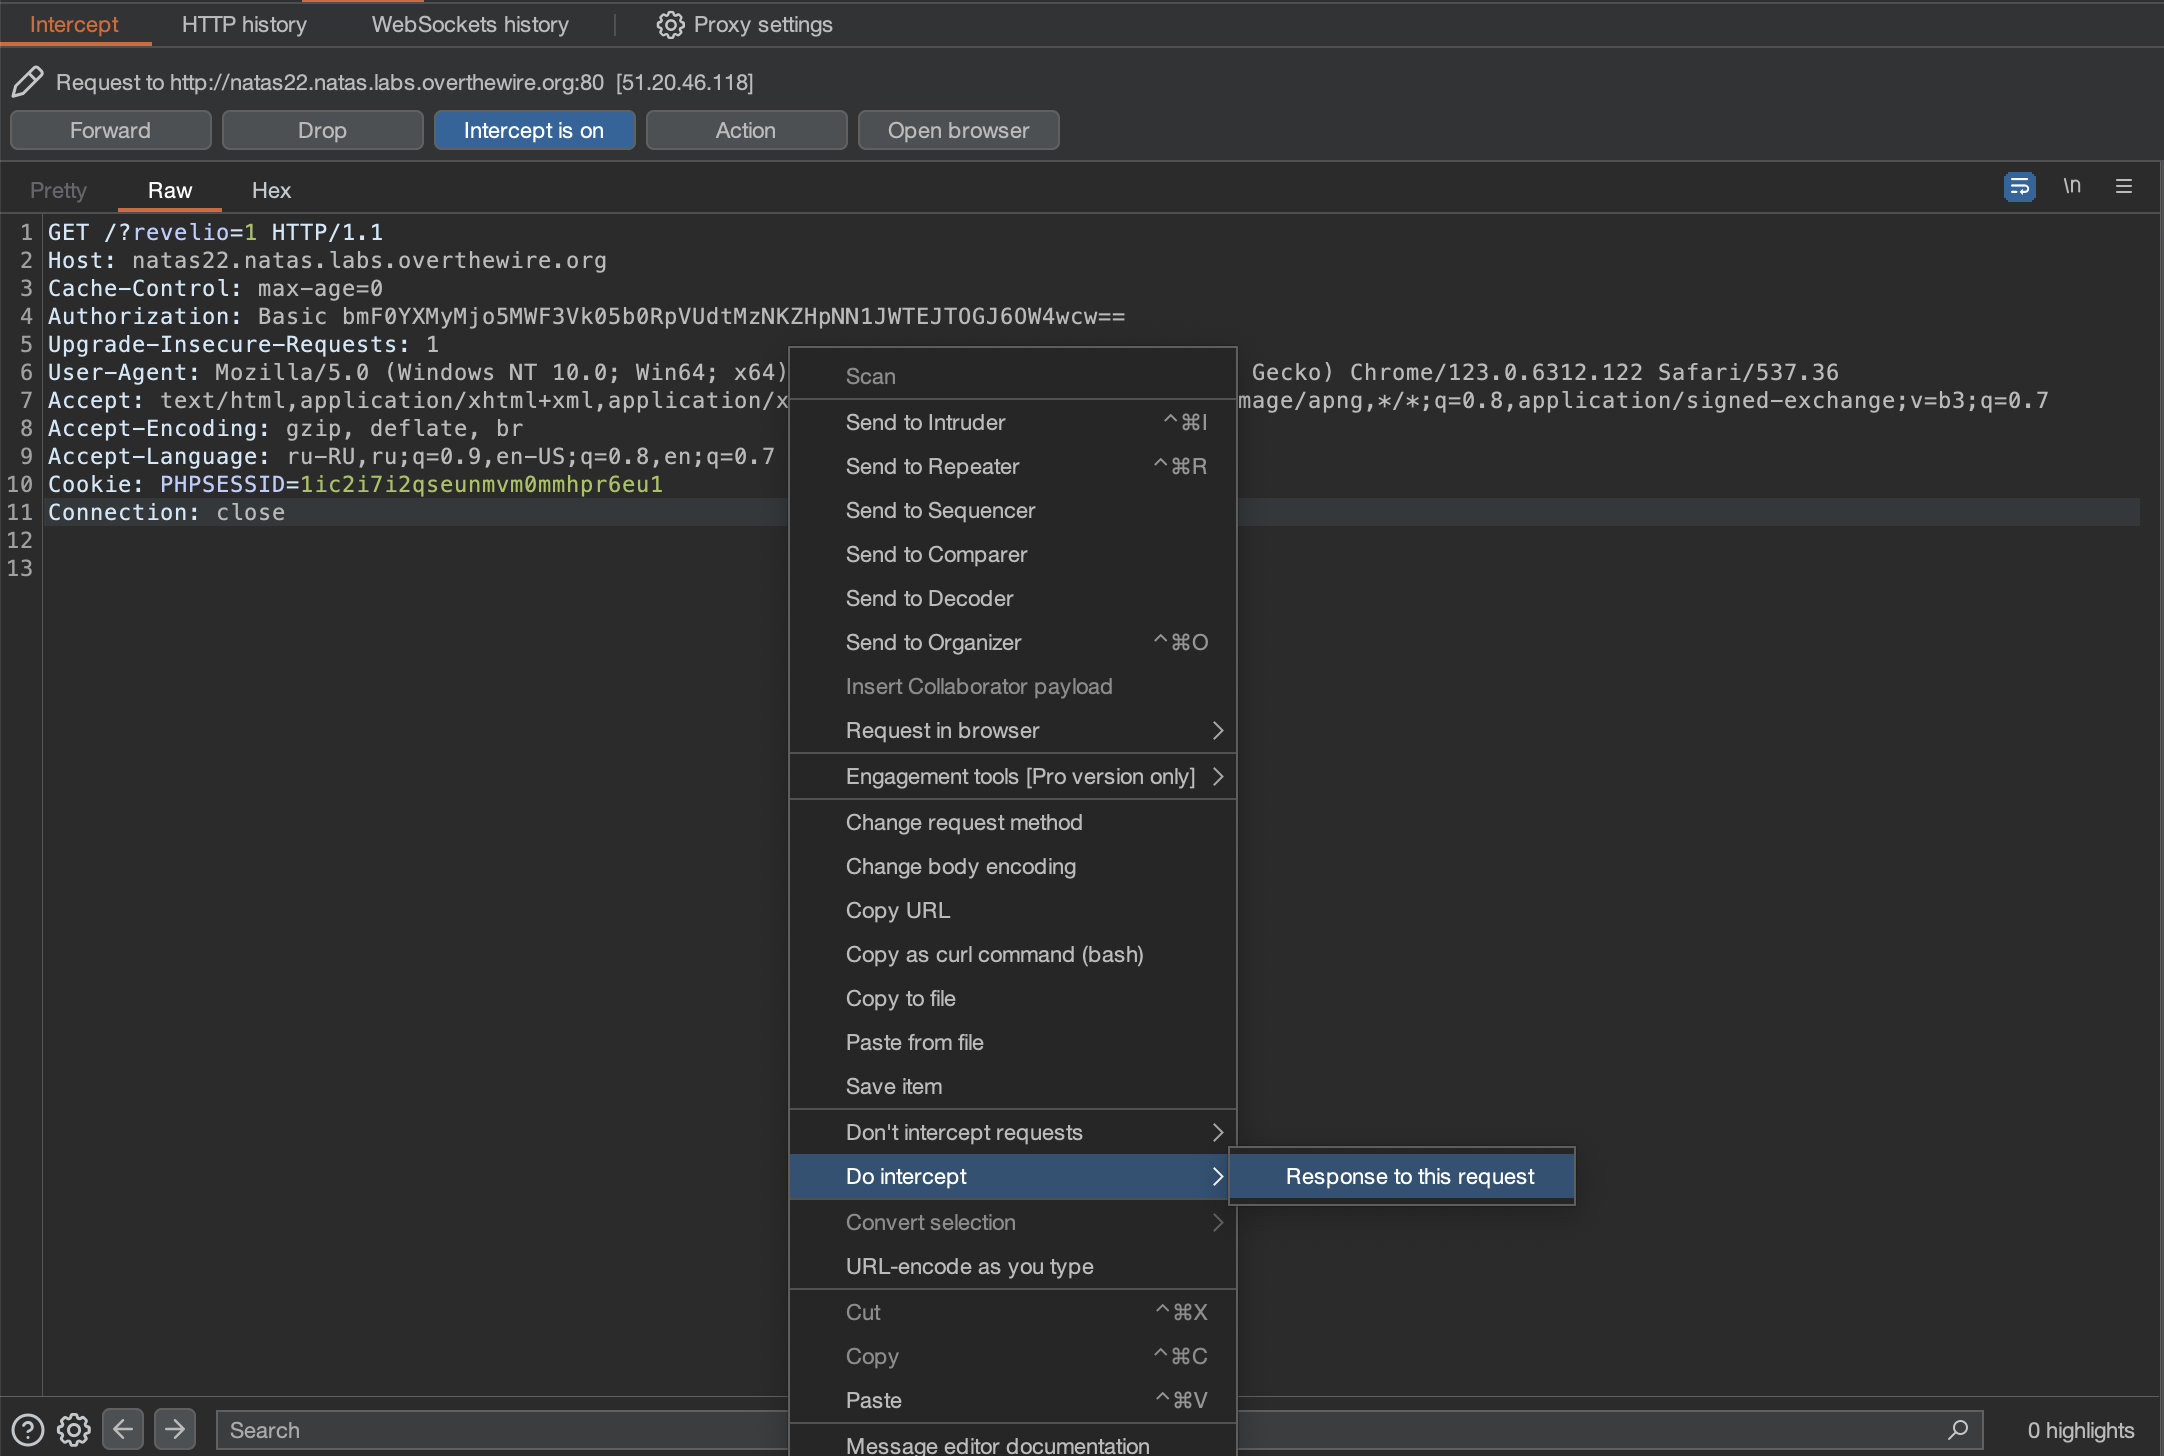 Intercept HTTP history WebSockets history Proxy settings
Request to http://natas22.natas.labs.overthewire.org:80 [51.20.46.118]
Forward Drop Intercept is on Action Open browser
Pretty Raw Hex \n
1 GET /?revelio=1 HTTP/1.1
2 Host: natas22.natas.labs.overthewire.org
3 Cache-Control: max-age=0
4 Authorization: Basic bmF0YXMyMjo5MWF3Vk05b0RpVUdtMzNKZHpNN1JWTEJTOGJ6OW4wcw==
5 Upgrade-Insecure-Requests: 1
6 User-Agent: Mozilla/5.0 (Windows NT 10.0; Win64; x64) Gecko) Chrome/123.0.6312.122 Safari/537.36
7 Accept: text/html,application/xhtml+xml,application/x mage/apng,*/*;q=0.8,application/signed-exchange;v=b3;q=0.7
8 Accept-Encoding: gzip, deflate, br
9 Accept-Language: ru-RU,ru;q=0.9,en-US;q=0.8,en;q=0.7
10 Cookie: PHPSESSID=1ic2i7i2qseunmvm0mmhpr6eu1
11 Connection: close
12
13
Scan
Send to Intruder ^⌘I
Send to Repeater ^⌘R
Send to Sequencer
Send to Comparer
Send to Decoder
Send to Organizer ^⌘O
Insert Collaborator payload
Request in browser
Engagement tools [Pro version only]
Change request method
Change body encoding
Copy URL
Copy as curl command (bash)
Copy to file
Paste from file
Save item
Don't intercept requests
Do intercept
Response to this request
Convert selection
URL-encode as you type
Cut ^⌘X
Copy ^⌘C
Paste ^⌘V
Message editor documentation
Search
0 highlights